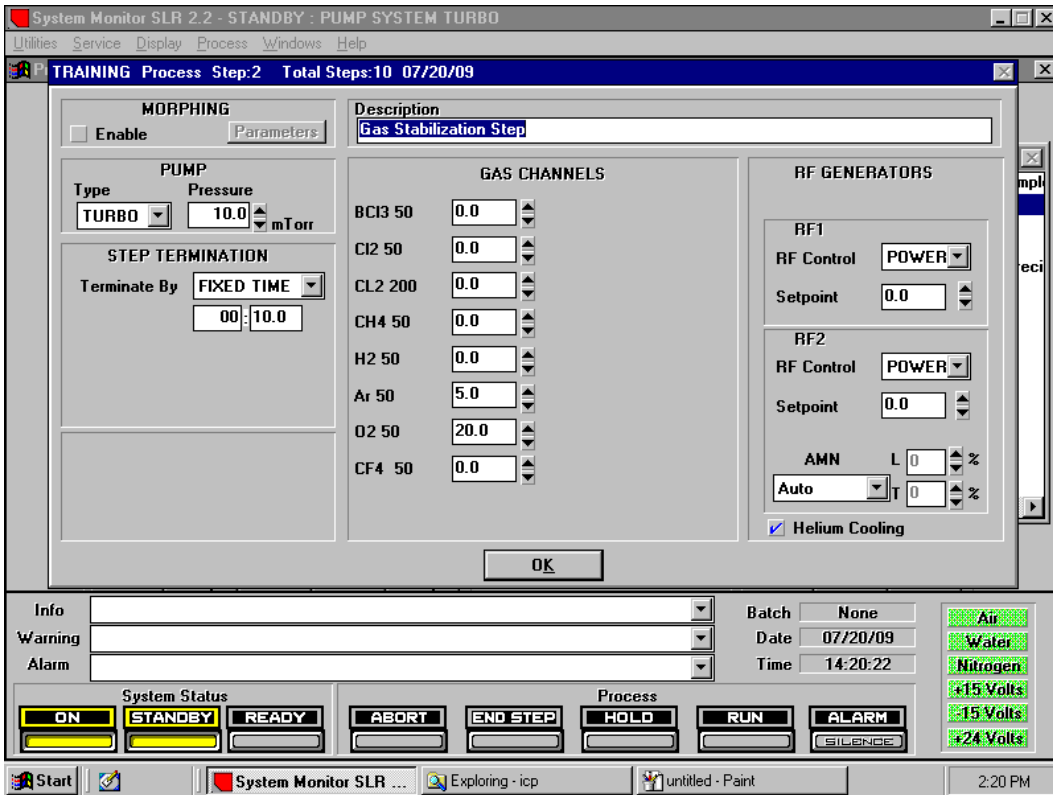 System Monitor SLR 2.2 - STANDBY : PUMP SYSTEM TURBO
Utilities Service Display Process Windows Help
TRAINING Process Step:2 Total Steps:10 07/20/09
MORPHING
Enable Parameters
Description
Gas Stabilization Step
PUMP
Type Pressure
TURBO 10.0 mTorr
STEP TERMINATION
Terminate By FIXED TIME
00 : 10.0
GAS CHANNELS
BCl3 50 0.0
Cl2 50 0.0
CL2 200 0.0
CH4 50 0.0
H2 50 0.0
Ar 50 5.0
O2 50 20.0
CF4 50 0.0
RF GENERATORS
RF1
RF Control POWER
Setpoint 0.0
RF2
RF Control POWER
Setpoint 0.0
AMN L 0 %
Auto T 0 %
Helium Cooling
OK
Info
Warning
Alarm
Batch None
Date 07/20/09
Time 14:20:22
Air
Water
Nitrogen
+15 Volts
-15 Volts
+24 Volts
System Status
ON STANDBY READY
Process
ABORT END STEP HOLD RUN ALARM
SILENCE
Start System Monitor SLR ... Exploring - icp untitled - Paint 2:20 PM